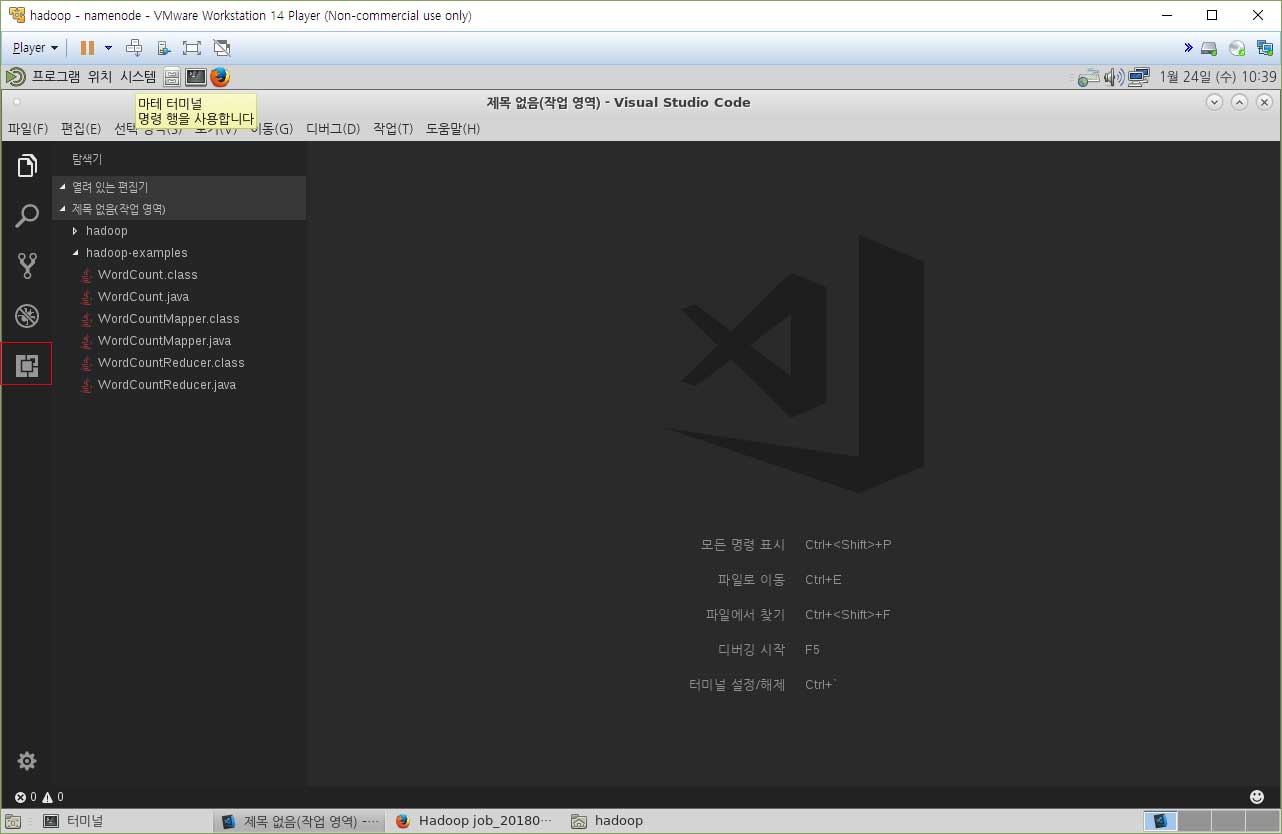 hadoop - namenode - VMware Workstation 14 Player (Non-commercial use only)
Player
프로그램 위치 시스템
1월 24일 (수) 10:39
마테 터미널
명령 행을 사용합니다
제목 없음(작업 영역) - Visual Studio Code
파일(F) 편집(E) 선택 영역(S) 보기(V) 이동(G) 디버그(D) 작업(T) 도움말(H)
탐색기
열려 있는 편집기
제목 없음(작업 영역)
hadoop
hadoop-examples
WordCount.class
WordCount.java
WordCountMapper.class
WordCountMapper.java
WordCountReducer.class
WordCountReducer.java
모든 명령 표시 Ctrl+<Shift>+P
파일로 이동 Ctrl+E
파일에서 찾기 Ctrl+<Shift>+F
디버깅 시작 F5
터미널 설정/해제 Ctrl+`
0 0
터미널
제목 없음(작업 영역) -···
Hadoop job_20180···
hadoop